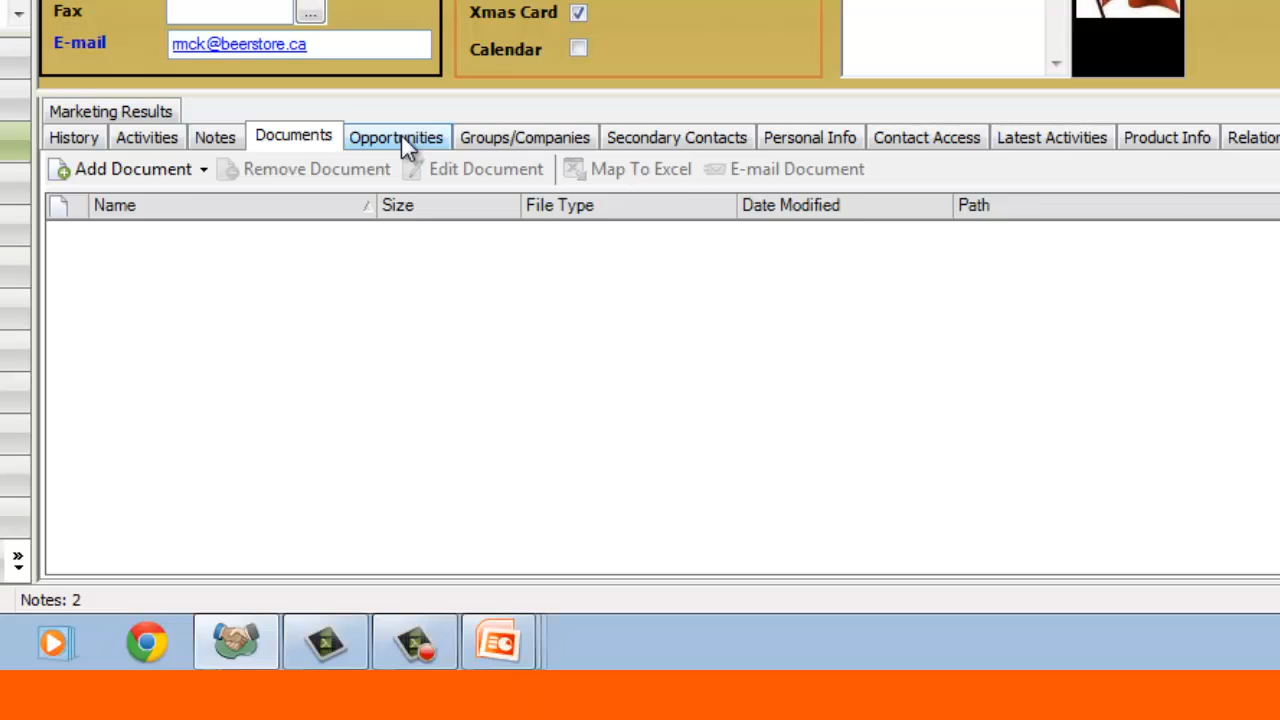 Fax
...
Xmas Card
E-mail
rmck@beerstore.ca
Calendar
Marketing Results
History Activities Notes Documents Opportunities Groups/Companies Secondary Contacts Personal Info Contact Access Latest Activities Product Info Relation
Add Document Remove Document Edit Document Map To Excel E-mail Document
Name Size File Type Date Modified Path
Notes: 2